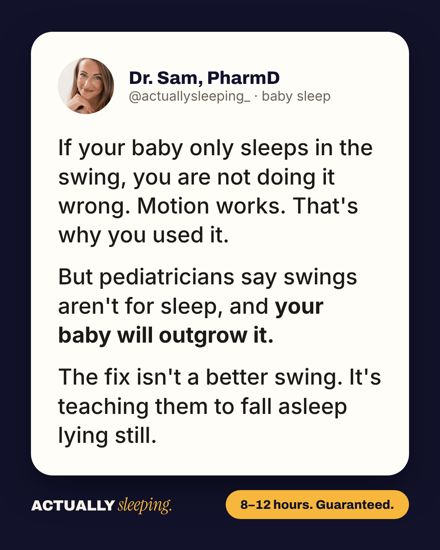 Dr. Sam, PharmD
@actuallysleeping_ · baby sleep
If your baby only sleeps in the
swing, you are not doing it
wrong. Motion works. That's
why you used it.
But pediatricians say swings
aren't for sleep, and your
baby will outgrow it.
The fix isn't a better swing. It's
teaching them to fall asleep
lying still.
ACTUALLY sleeping.
8–12 hours. Guaranteed.